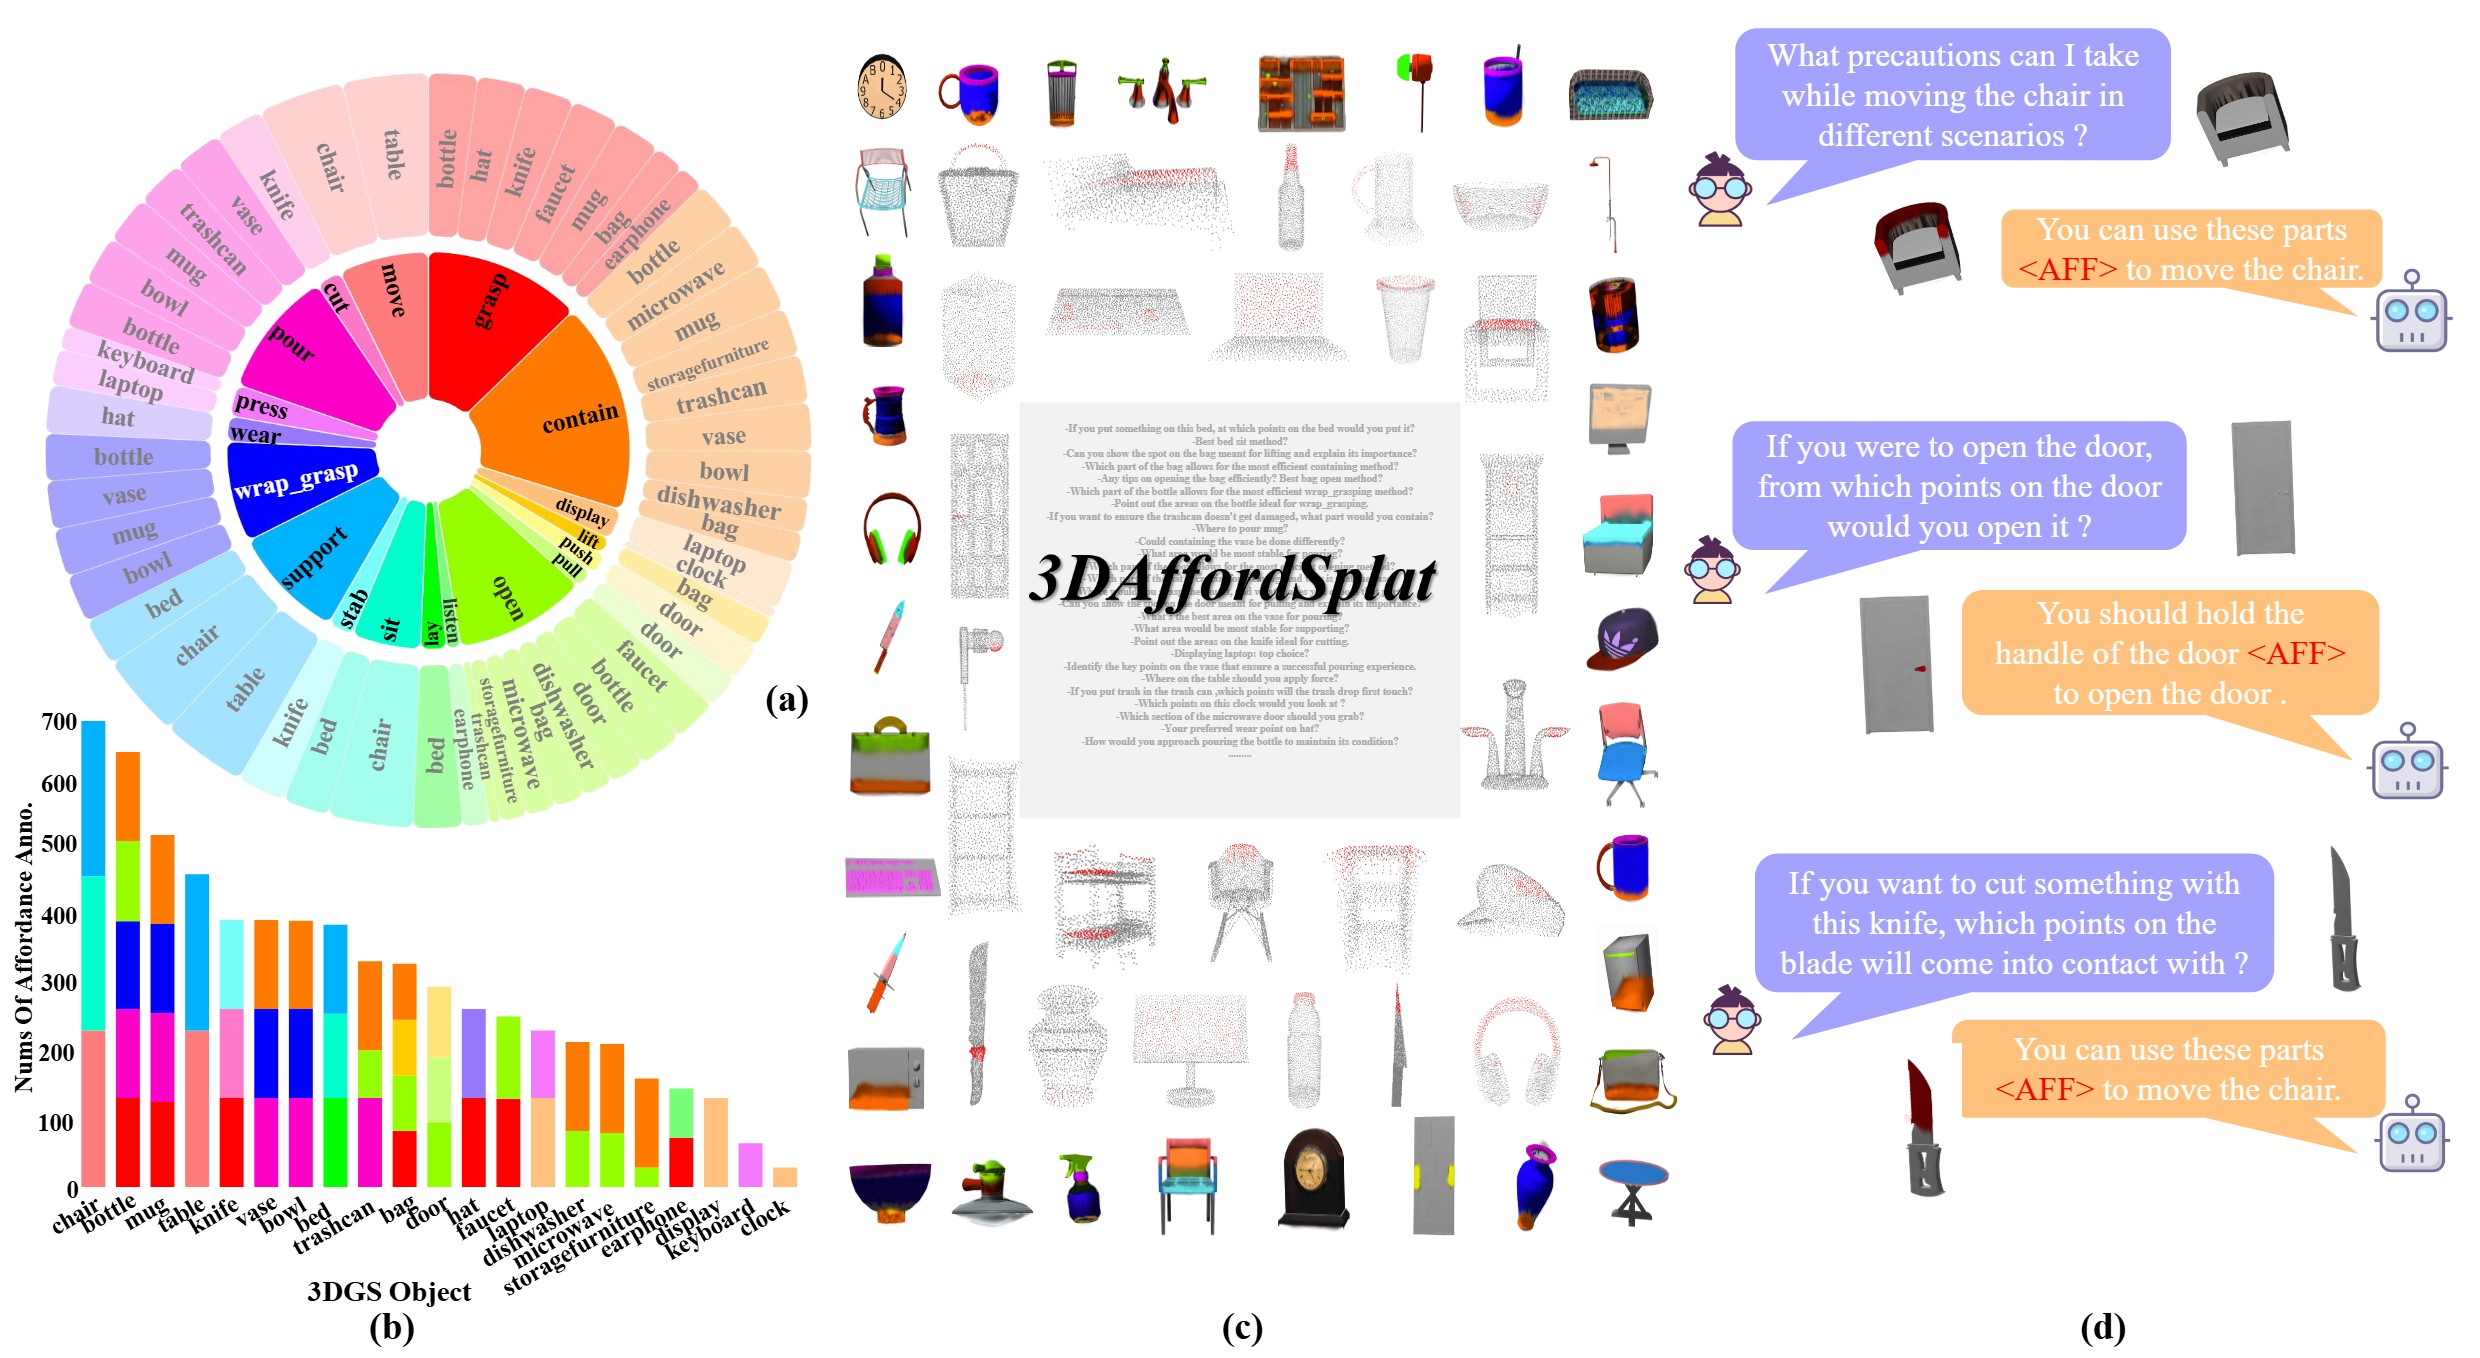 table
bottle
hat
knife
faucet
mug
bag
earphone
bottle
microwave
mug
storagefurniture
trashcan
vase
bowl
dishwasher
bag
laptop
clock
bag
door
door
faucet
bottle
door
dishwasher
bag
microwave
storagefurniture
trashcan
earphone
bed
chair
bed
knife
table
chair
bed
bowl
mug
vase
bottle
hat
laptop
keyboard
bottle
bowl
mug
trashcan
vase
knife
chair
move
grasp
contain
display
lift
push
pull
open
listen
lay
sit
stab
support
wrap_grasp
wear
press
pour
cut
(a)
Nums Of Affordance Anno.
700
600
500
400
300
200
100
0
chair
bottle
mug
table
knife
vase
bowl
bed
trashcan
bag
door
hat
faucet
laptop
dishwasher
microwave
storagefurniture
earphone
display
keyboard
clock
3DGS Object
(b)
-If you put something on this bed, at which points on the bed would you put it?
-Best bed sit method?
-Can you show the spot on the bag meant for lifting and explain its importance?
-Which part of the bag allows for the most efficient containing method?
-Any tips on opening the bag efficiently? Best bag open method?
-Which part of the bottle allows for the most efficient wrap_grasping method?
-Point out the areas on the bottle ideal for wrap_grasping.
-If you want to ensure the trashcan doesn't get damaged, what part would you contain?
-Where to pour mug?
-Could containing the vase be done differently?
-What area would be most stable for pouring?
3DAffordSplat
-Can you show the spot on the door meant for pulling and explain its importance?
-What's the best area on the vase for pouring?
-What area would be most stable for supporting?
-Point out the areas on the knife ideal for cutting.
-Displaying laptop: top choice?
-Identify the key points on the vase that ensure a successful pouring experience.
-Where on the table should you apply force?
-If you put trash in the trash can ,which points will the trash drop first touch?
-Which points on this clock would you look at ?
-Which section of the microwave door should you grab?
-Your preferred wear point on hat?
-How would you approach pouring the bottle to maintain its condition?
.........
(c)
What precautions can I take
while moving the chair in
different scenarios ?
You can use these parts
<AFF> to move the chair.
If you were to open the door,
from which points on the door
would you open it ?
You should hold the
handle of the door <AFF>
to open the door .
If you want to cut something with
this knife, which points on the
blade will come into contact with ?
You can use these parts
<AFF> to move the chair.
(d)